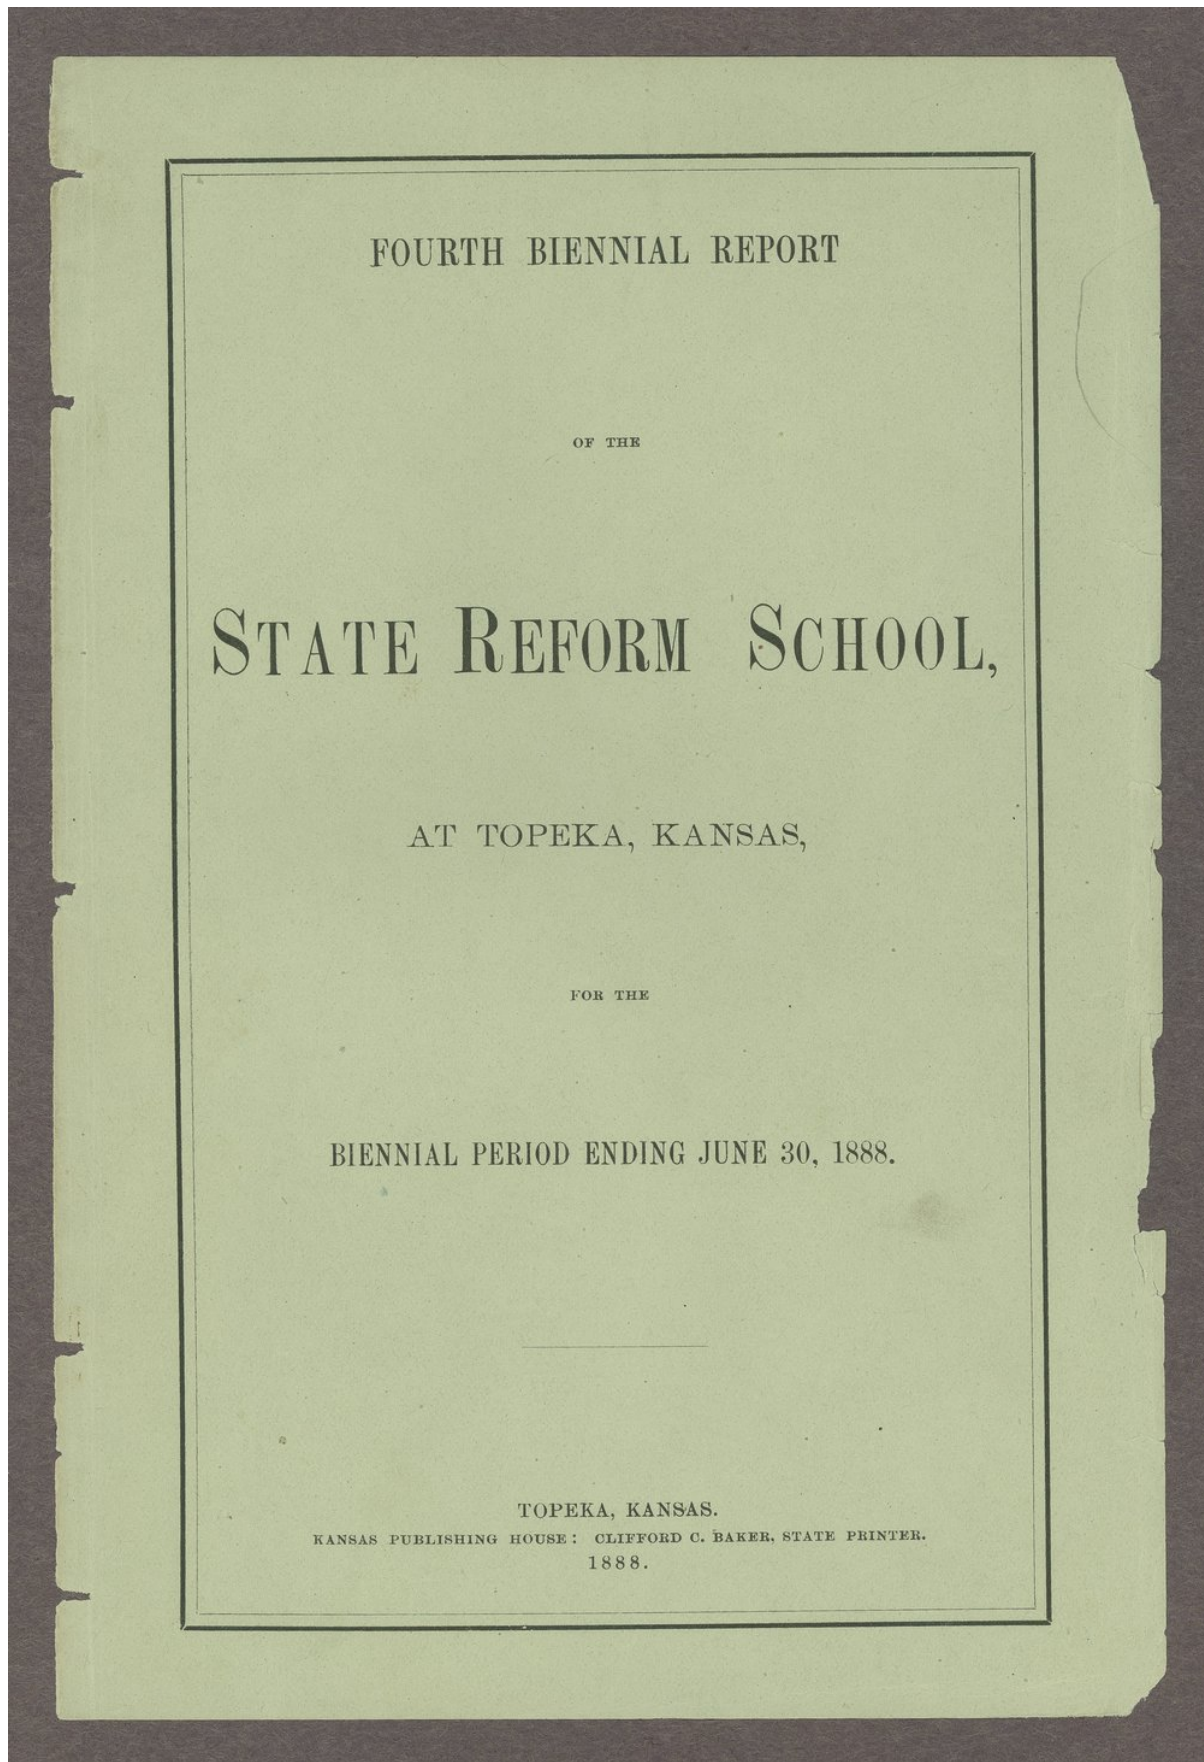 FOURTH BIENNIAL REPORT
OF THE
STATE REFORM SCHOOL,
AT TOPEKA, KANSAS,
FOR THE
BIENNIAL PERIOD ENDING JUNE 30, 1888.
TOPEKA, KANSAS.
KANSAS PUBLISHING HOUSE: CLIFFORD C. BAKER, STATE PRINTER.
1888.